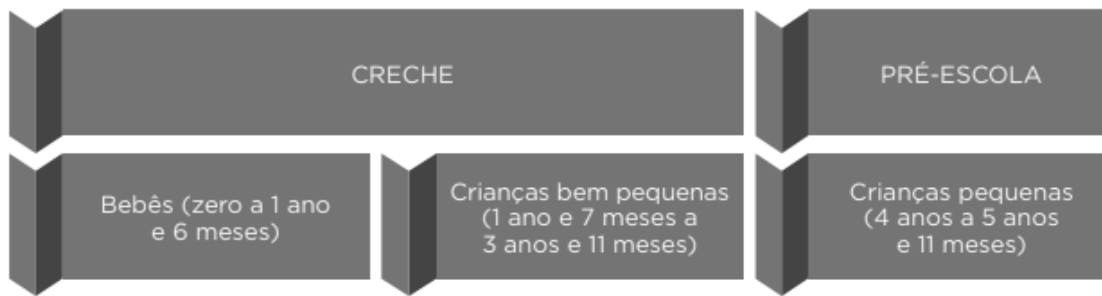 CRECHE
PRÉ-ESCOLA
Bebês (zero a 1 ano
e 6 meses)
Crianças bem pequenas
(1 ano e 7 meses a
3 anos e 11 meses)
Crianças pequenas
(4 anos a 5 anos
e 11 meses)